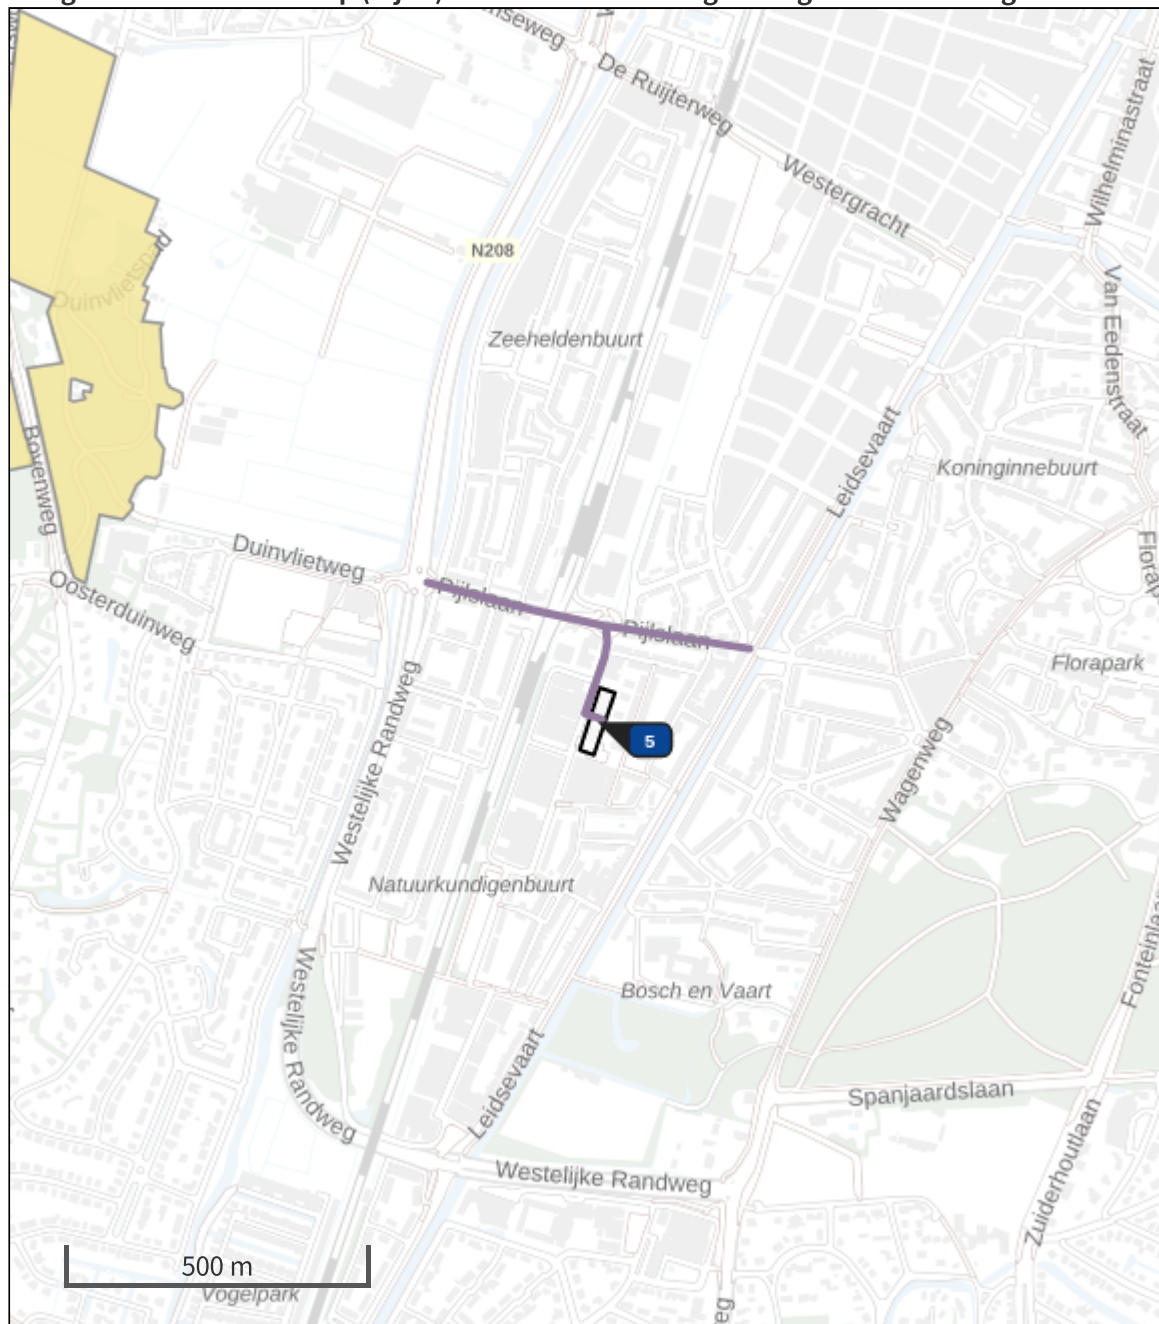 De Ruijterweg
Westergracht
Wilhelminastraat
N208
Duinvlietspad
Van Eedenstraat
Zeeheldenbuurt
Leidsevaart
Koninginnebuurt
Bovenweg
Duinvlietweg
Oosterduinweg
Pijlslaan
Pijlslaan
Florapark
Westelijke Randweg
5
Wagenweg
Natuurkundigenbuurt
Westelijke Randweg
Bosch en Vaart
Leidsevaart
Spanjaardslaan
Westelijke Randweg
Zuiderhoutlaan
500 m
Vogelpark